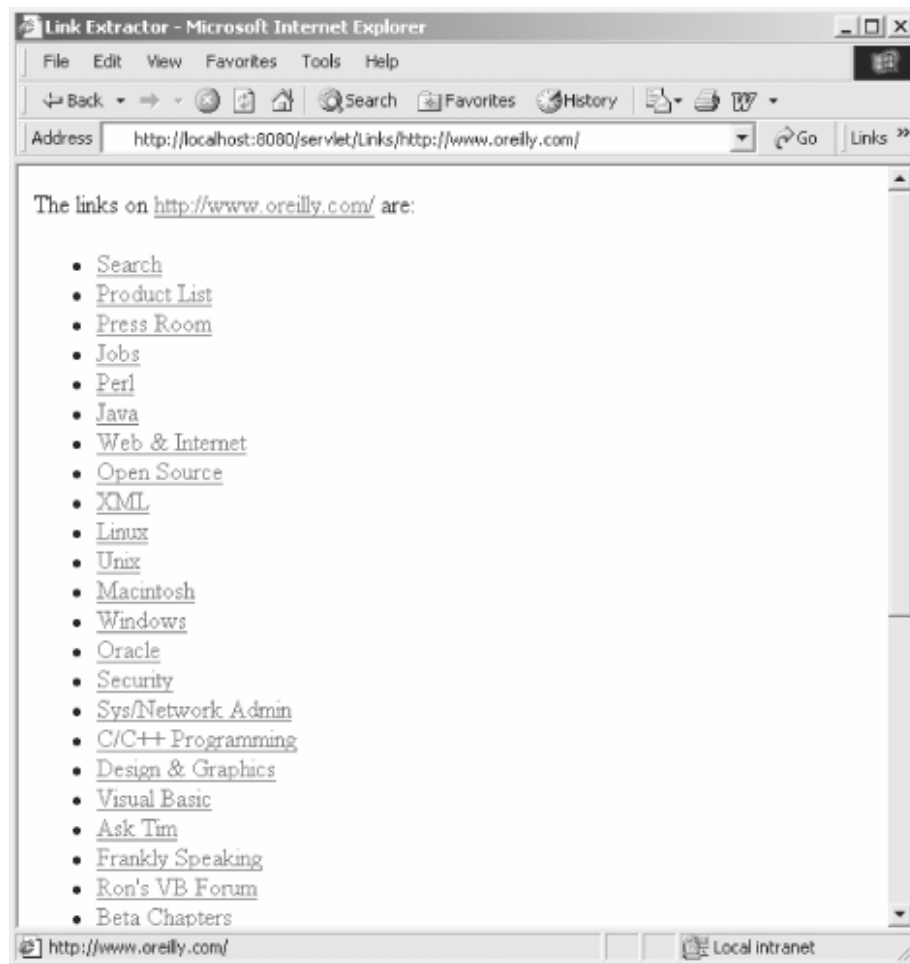 Link Extractor - Microsoft Internet Explorer
File Edit View Favorites Tools Help
Back Search Favorites History
Address http://localhost:8080/servlet/Links/http://www.oreilly.com/ Go Links »
The links on http://www.oreilly.com/ are:
• Search
• Product List
• Press Room
• Jobs
• Perl
• Java
• Web & Internet
• Open Source
• XML
• Linux
• Unix
• Macintosh
• Windows
• Oracle
• Security
• Sys/Network Admin
• C/C++ Programming
• Design & Graphics
• Visual Basic
• Ask Tim
• Frankly Speaking
• Ron's VB Forum
• Beta Chapters
http://www.oreilly.com/ Local intranet